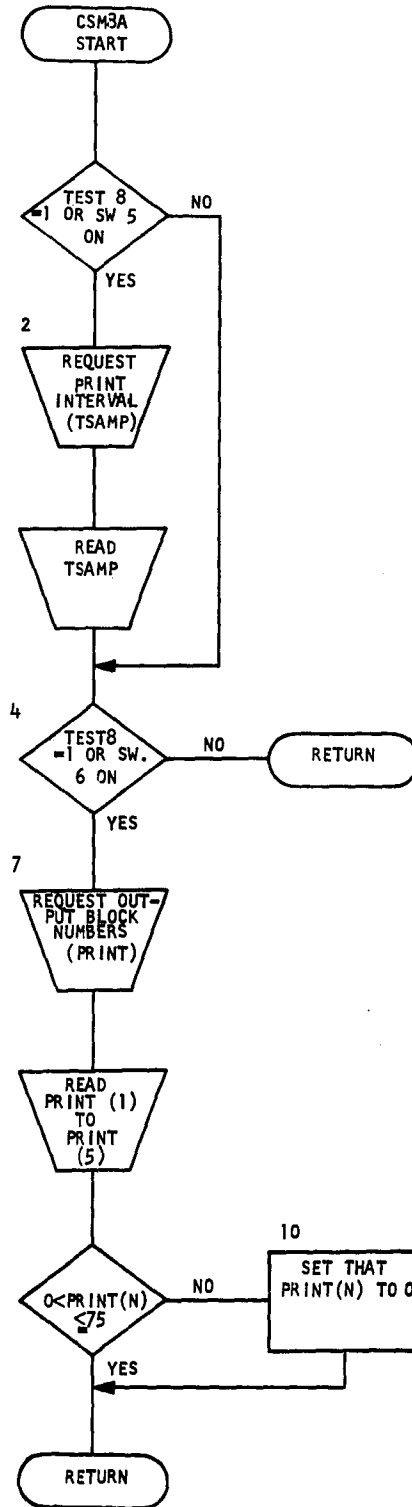 CSM3A
START
TEST 8
=1 OR SW 5
ON
NO
YES
2
REQUEST
PRINT
INTERVAL
(TSAMP)
READ
TSAMP
4
TEST8
=1 OR SW.
6 ON
NO
RETURN
YES
7
REQUEST OUT-
PUT BLOCK
NUMBERS
(PRINT)
READ
PRINT (1)
TO
PRINT
(5)
10
0<PRINT(N)
≤75
NO
SET THAT
PRINT(N) TO 0
YES
RETURN